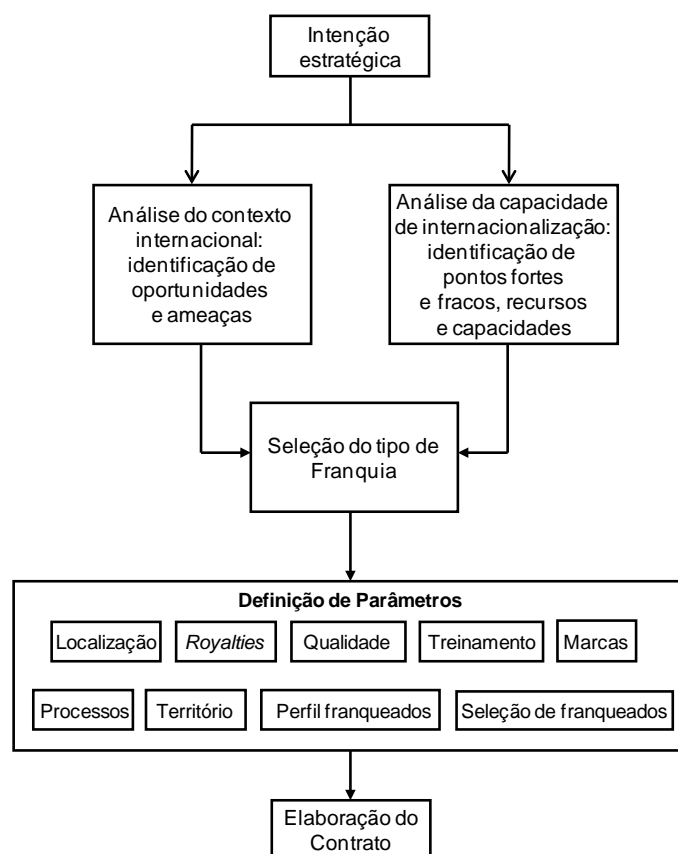 Intenção
estratégica
Análise do contexto
internacional:
identificação de
oportunidades
e ameaças
Análise da capacidade
de internacionalização:
identificação de
pontos fortes
e fracos, recursos
e capacidades
Seleção do tipo de
Franquia
Definição de Parâmetros
Localização
Royalties
Qualidade
Treinamento
Marcas
Processos
Território
Perfil franqueados
Seleção de franqueados
Elaboração do
Contrato